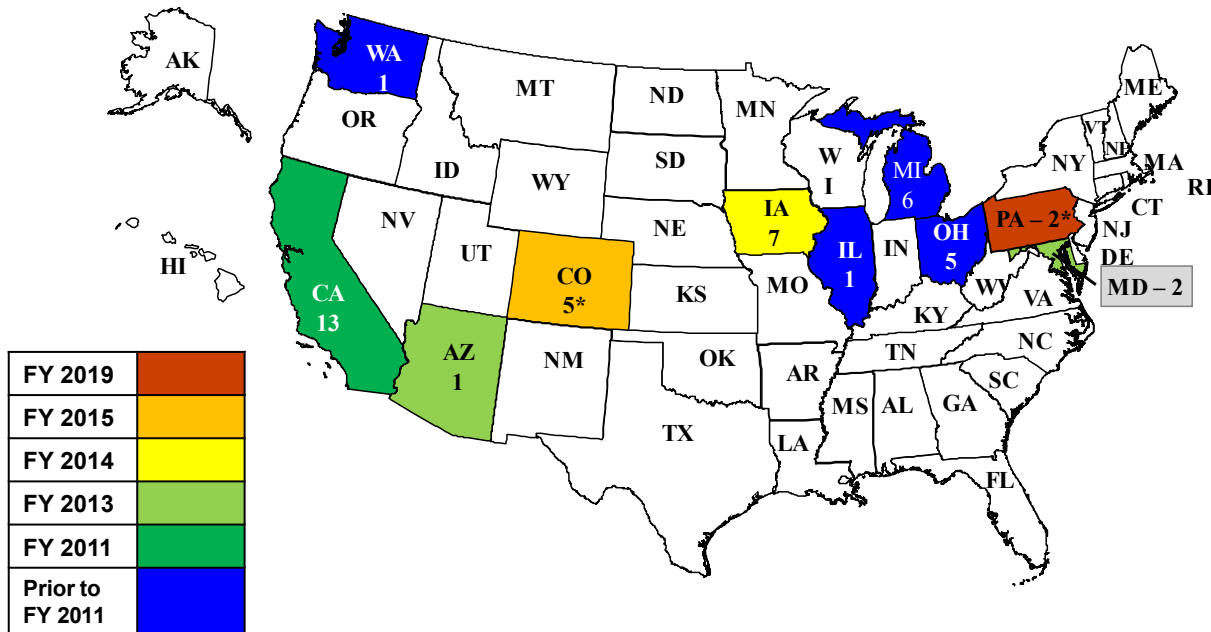 AK
WA
1
MT
ND
MN
ME
OR
VT
NH
ID
SD
W
I
MI
6
NY
MA
RI
WY
IA
7
CT
NV
NE
PA – 2*
NJ
UT
IL
1
IN
OH
5
DE
HI
CO
5*
MO
WV
MD – 2
CA
13
KS
KY
VA
AZ
1
NM
OK
TN
NC
AR
SC
MS
AL
GA
TX
LA
FL
FY 2019
FY 2015
FY 2014
FY 2013
FY 2011
Prior to
FY 2011